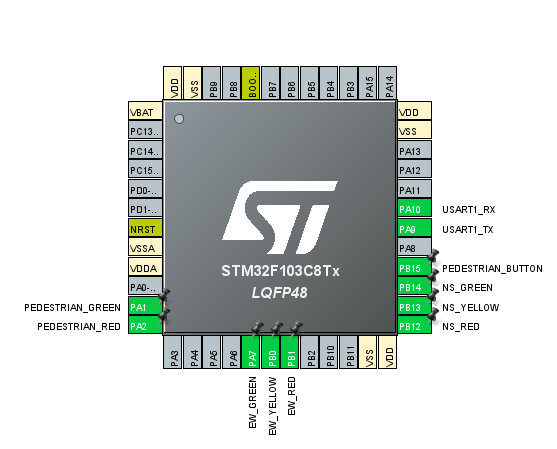 VDD
VSS
PB9
PB8
BOO..
PB7
PB6
PB5
PB4
PB3
PA15
PA14
VBAT
PC13..
PC14..
PC15..
PD0-..
PD1-..
NRST
VSSA
VDDA
PA0-..
PEDESTRIAN_GREEN PA1
PEDESTRIAN_RED PA2
ST
STM32F103C8Tx
LQFP48
VDD
VSS
PA13
PA12
PA11
PA10 USART1_RX
PA9 USART1_TX
PA8
PB15 PEDESTRIAN_BUTTON
PB14 NS_GREEN
PB13 NS_YELLOW
PB12 NS_RED
PA3
PA4
PA5
PA6
PA7
PB0
PB1
PB2
PB10
PB11
VSS
VDD
EW_GREEN
EW_YELLOW
EW_RED